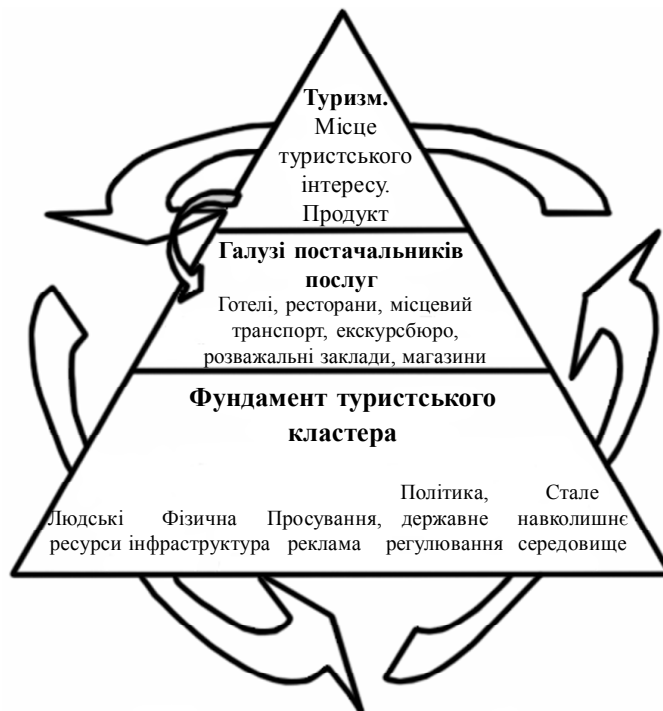 Туризм.
Місце
туристського
інтересу.
Продукт
Галузі постачальників
послуг
Готелі, ресторани, місцевий
транспорт, екскурсбюро,
розважальні заклади, магазини
Фундамент туристського
кластера
Людські
ресурси
Фізична
інфраструктура
Просування,
реклама
Політика,
державне
регулювання
Стале
навколишнє
середовище